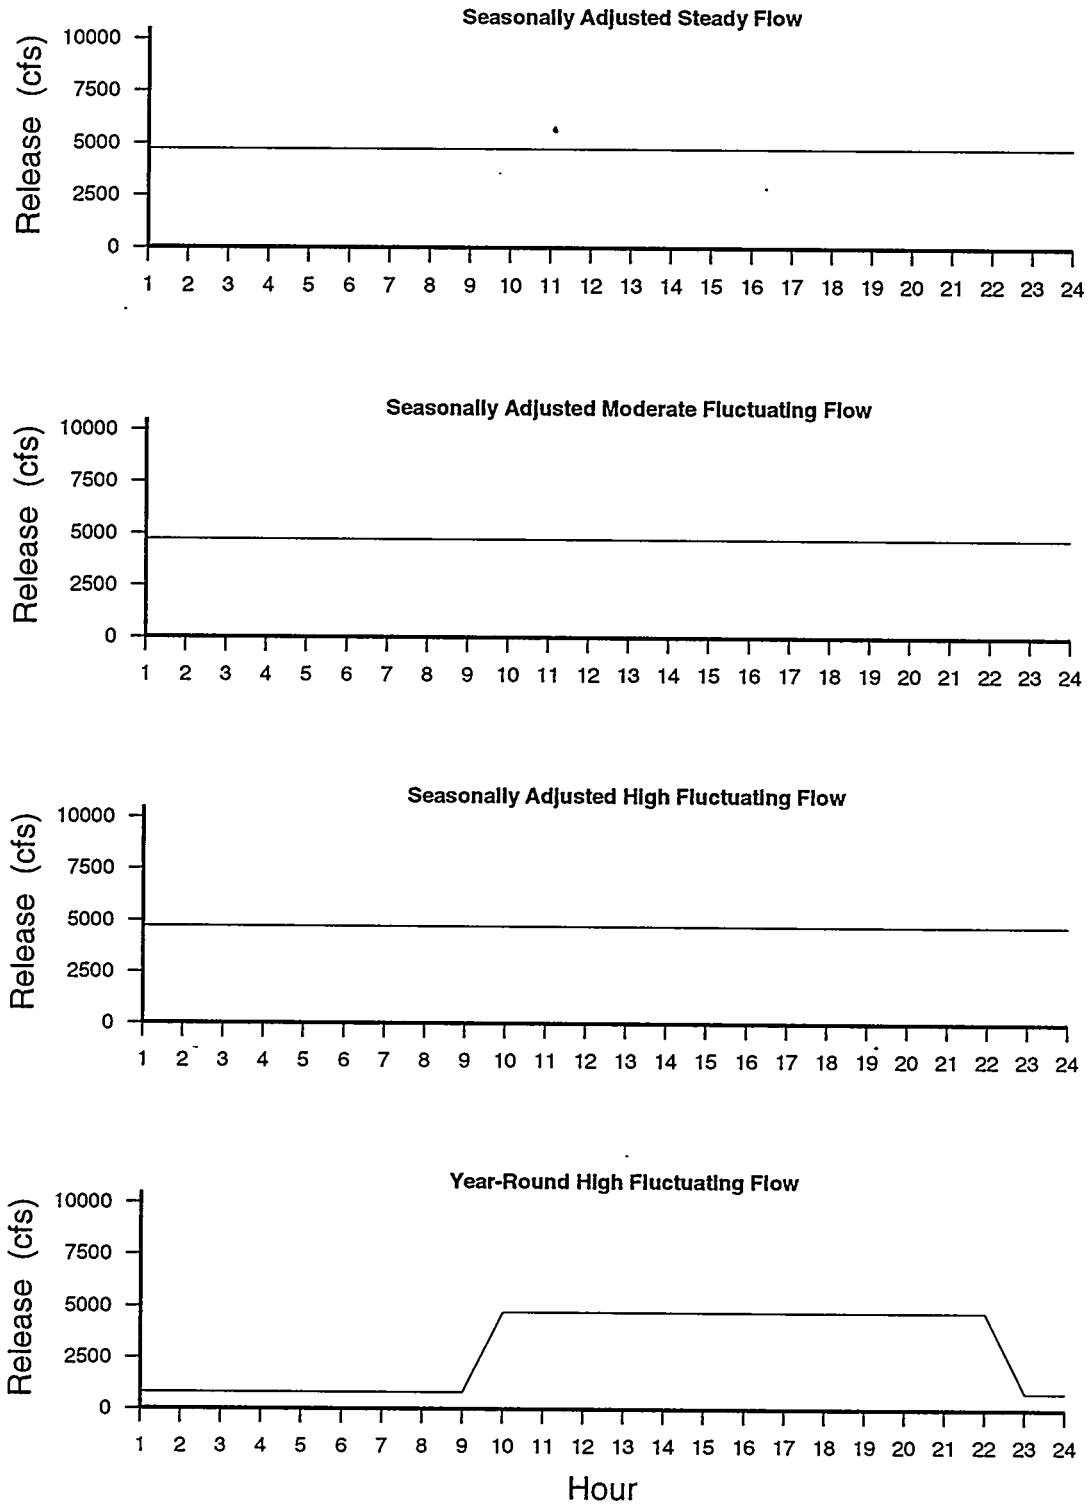 Seasonally Adjusted Steady Flow
Release (cfs)
10000
7500
5000
2500
0
1 2 3 4 5 6 7 8 9 10 11 12 13 14 15 16 17 18 19 20 21 22 23 24
Seasonally Adjusted Moderate Fluctuating Flow
Release (cfs)
10000
7500
5000
2500
0
1 2 3 4 5 6 7 8 9 10 11 12 13 14 15 16 17 18 19 20 21 22 23 24
Seasonally Adjusted High Fluctuating Flow
Release (cfs)
10000
7500
5000
2500
0
1 2 3 4 5 6 7 8 9 10 11 12 13 14 15 16 17 18 19 20 21 22 23 24
Year-Round High Fluctuating Flow
Release (cfs)
10000
7500
5000
2500
0
1 2 3 4 5 6 7 8 9 10 11 12 13 14 15 16 17 18 19 20 21 22 23 24
Hour